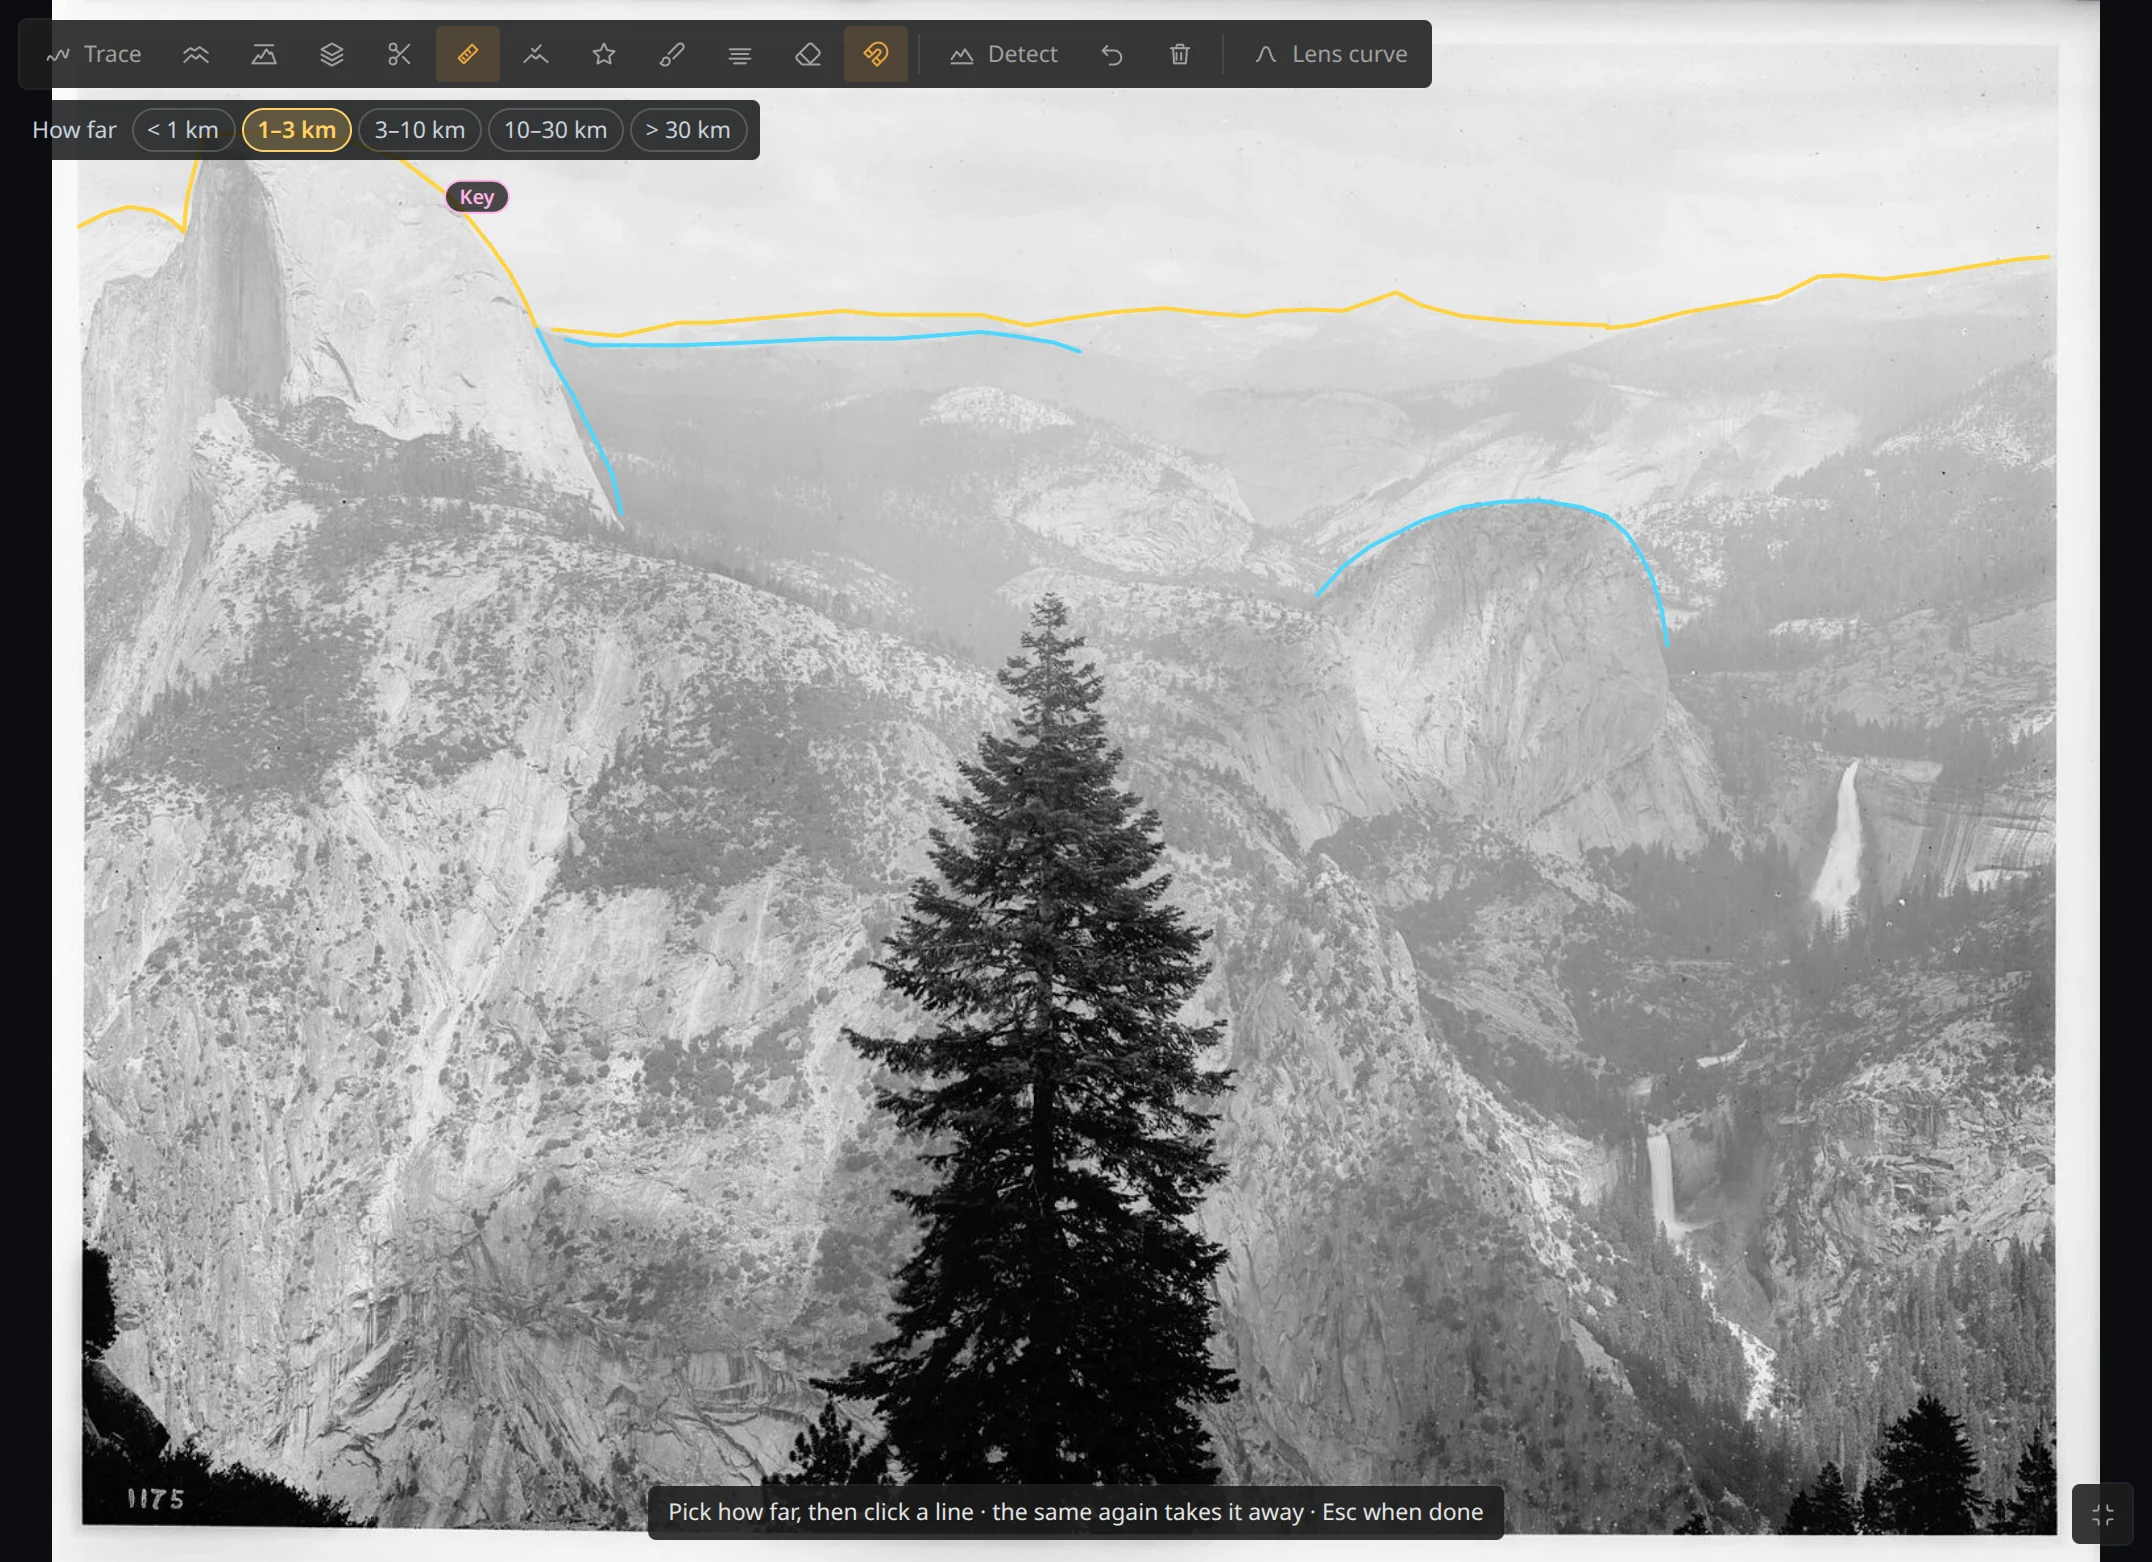 Trace
Detect
Lens curve
How far
< 1 km
1–3 km
3–10 km
10–30 km
> 30 km
Key
1175
Pick how far, then click a line · the same again takes it away · Esc when done